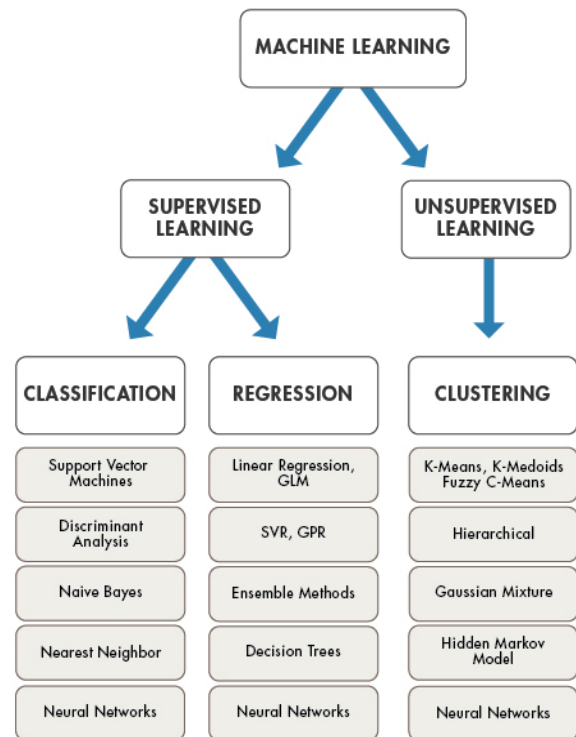 MACHINE LEARNING
SUPERVISED
LEARNING
UNSUPERVISED
LEARNING
CLASSIFICATION
Support Vector
Machines
Discriminant
Analysis
Naive Bayes
Nearest Neighbor
Neural Networks
REGRESSION
Linear Regression,
GLM
SVR, GPR
Ensemble Methods
Decision Trees
Neural Networks
CLUSTERING
K-Means, K-Medoids
Fuzzy C-Means
Hierarchical
Gaussian Mixture
Hidden Markov
Model
Neural Networks